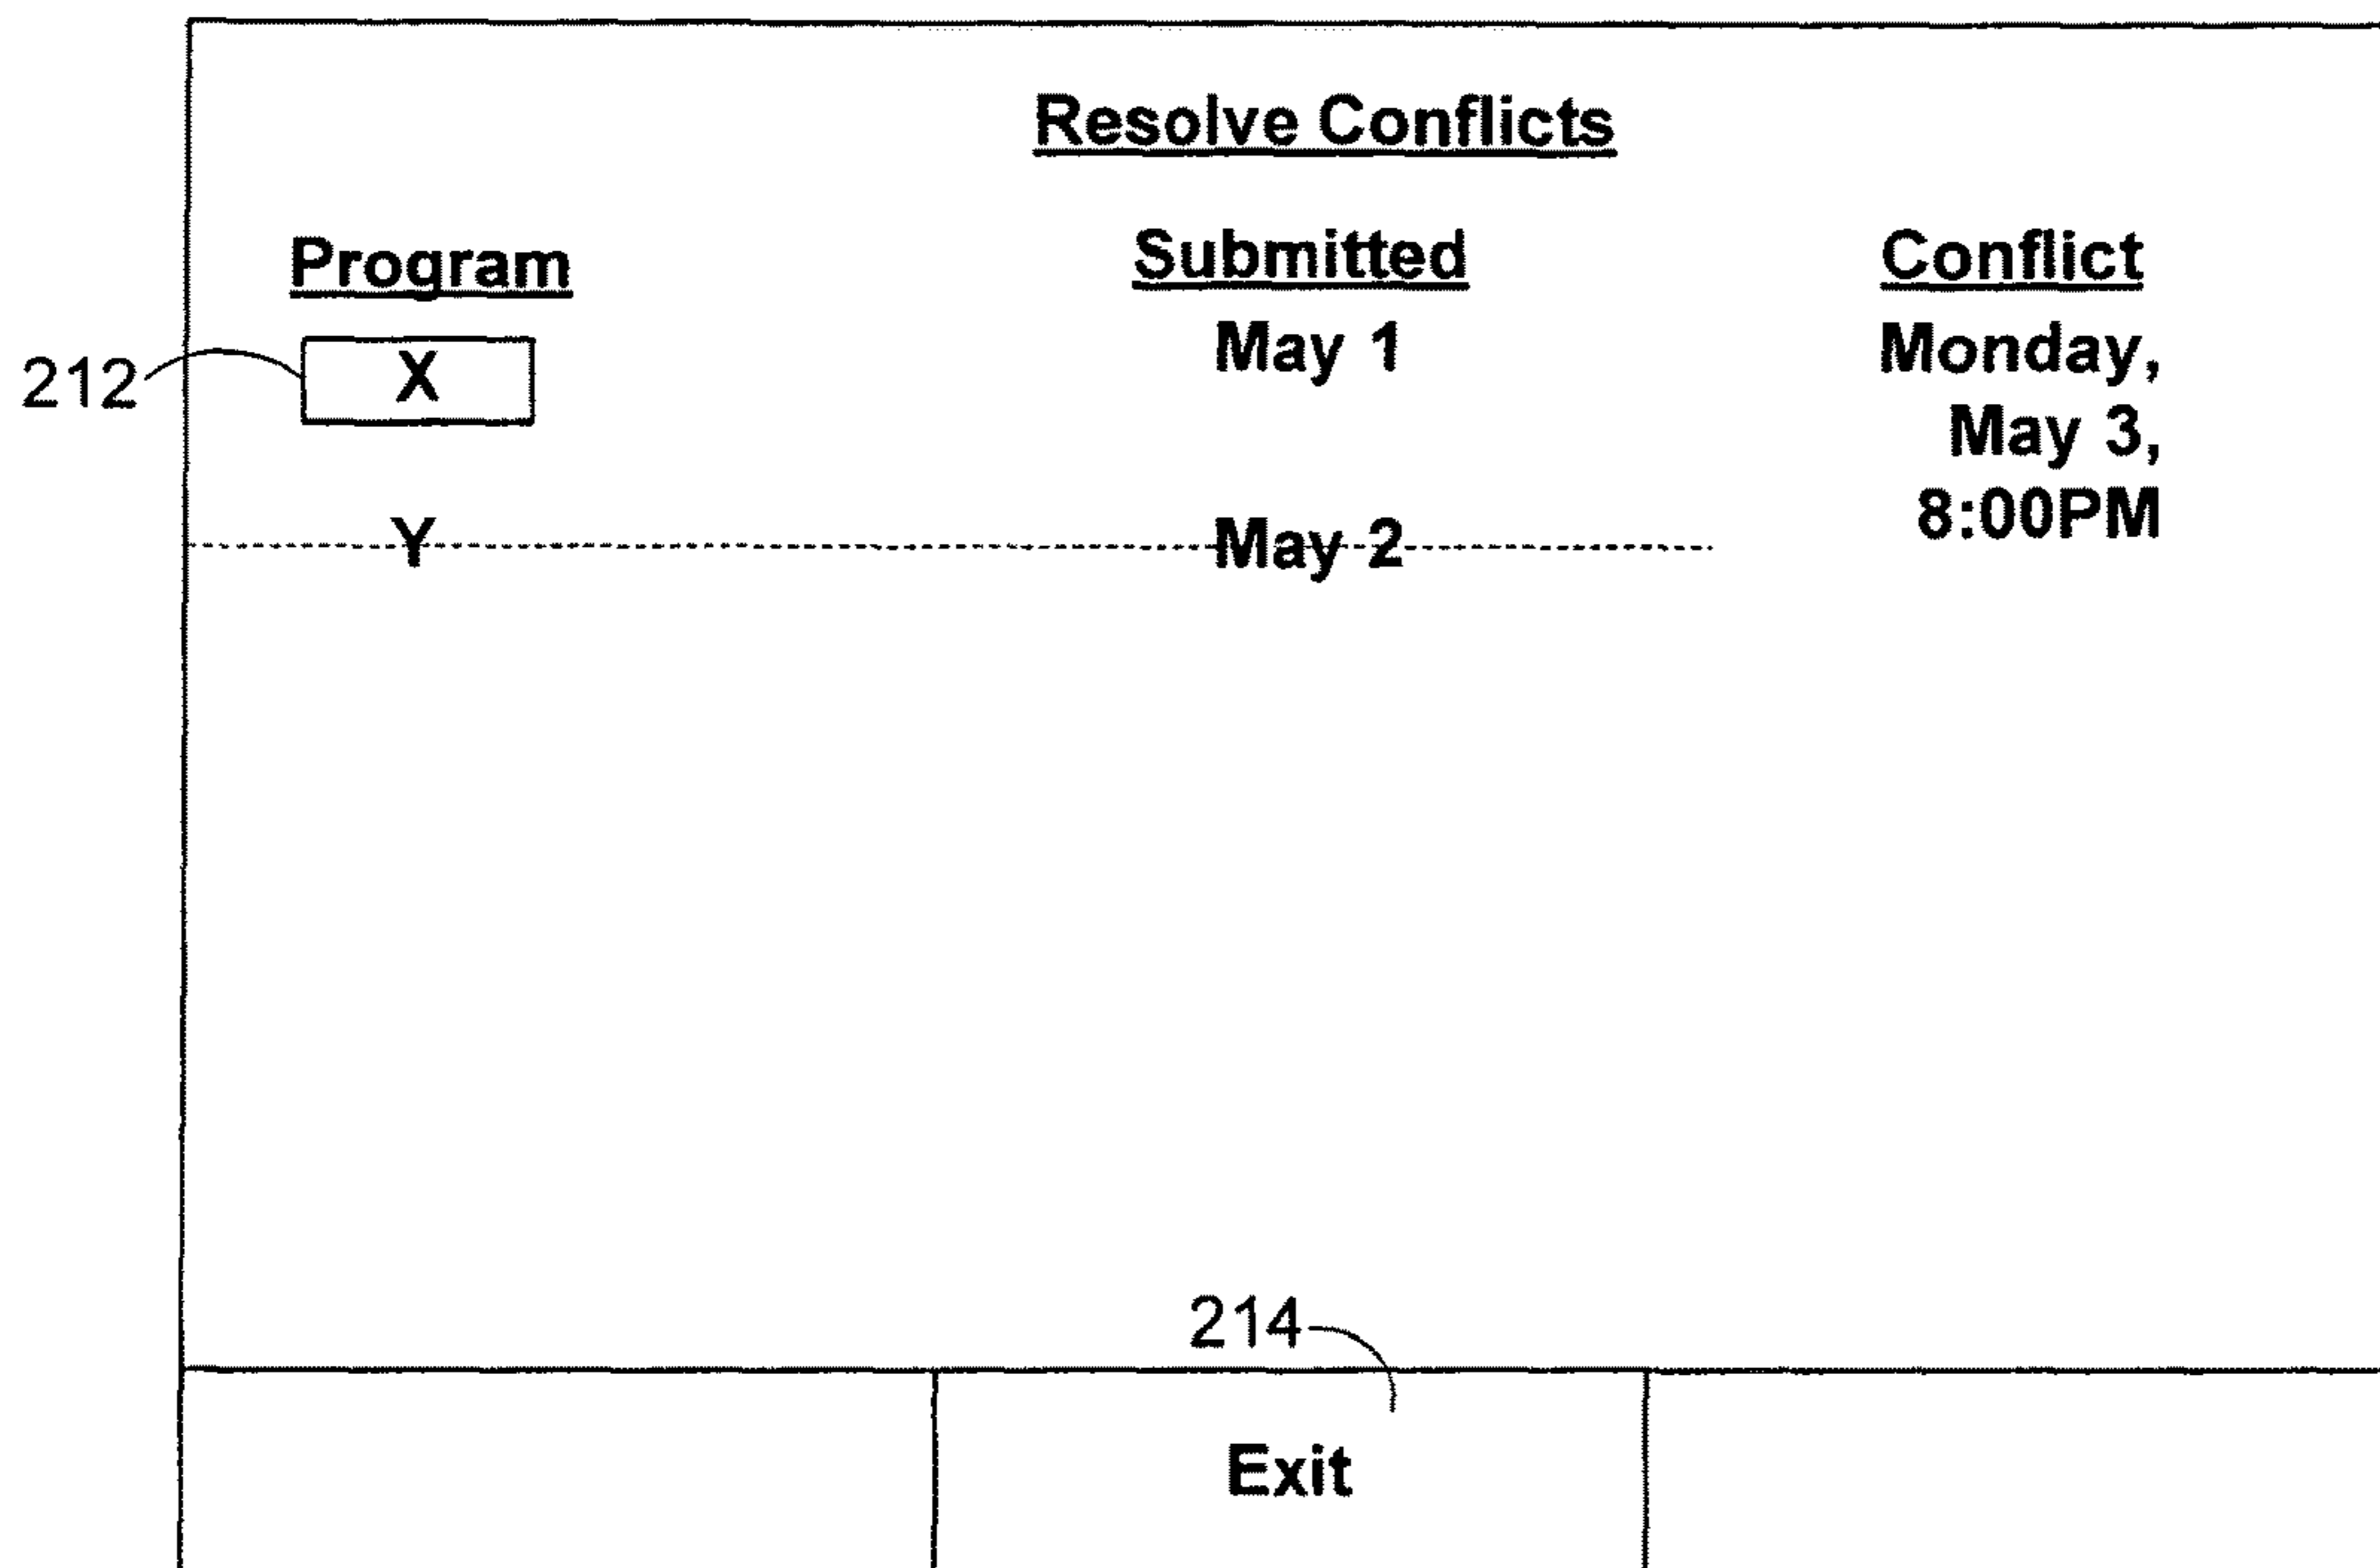 Resolve Conflicts
Program Submitted Conflict
212 X May 1 Monday,
May 3,
8:00PM
Y May 2
214
Exit